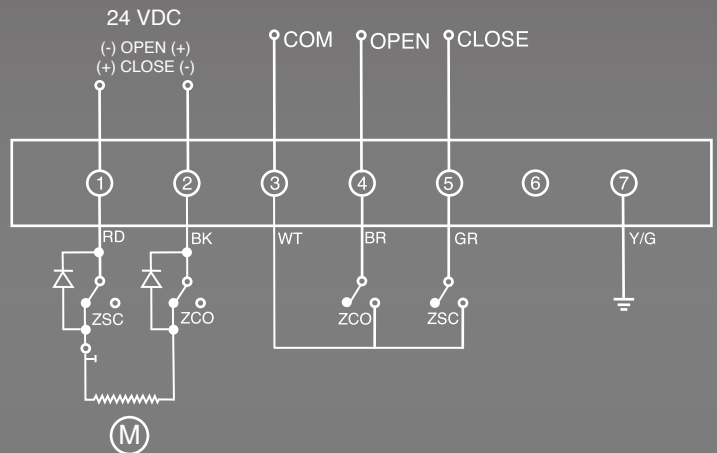 24 VDC
(-) OPEN (+)
(+) CLOSE (-)
COM OPEN CLOSE
1 2 3 4 5 6 7
RD BK WT BR GR Y/G
ZSC ZCO ZCO ZSC
M